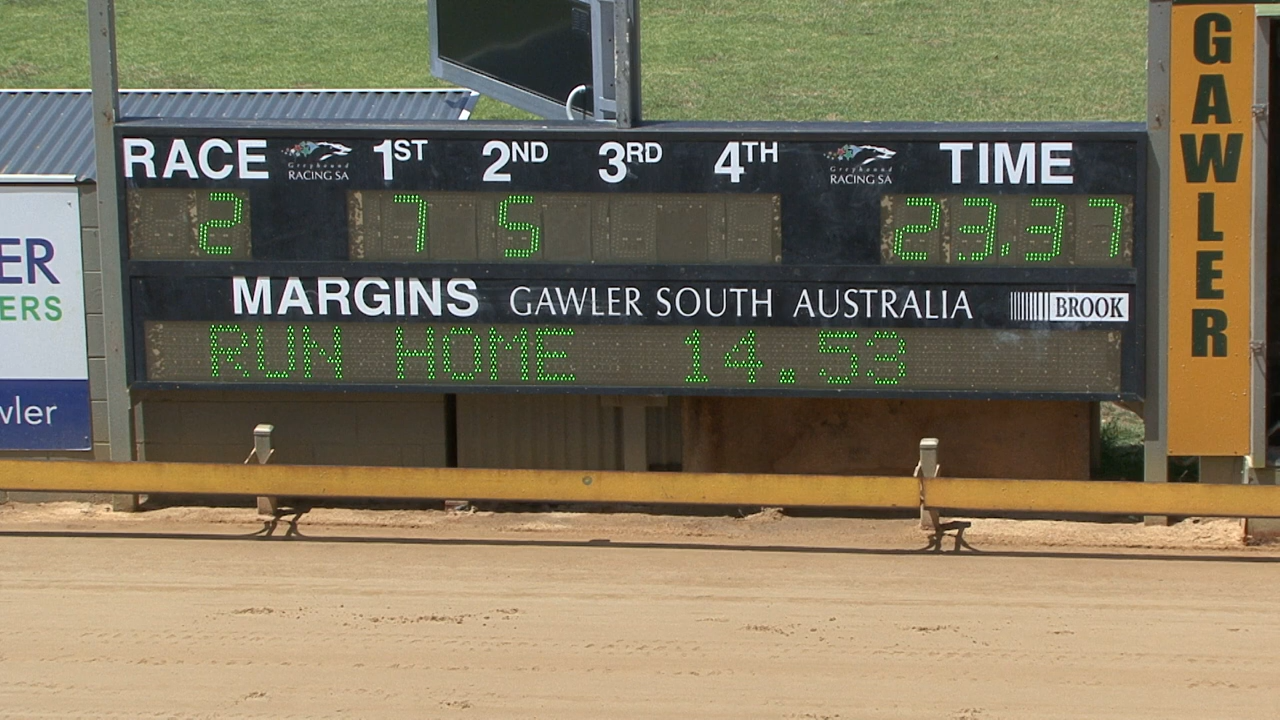 RACE Greyhound RACING SA 1ST 2ND 3RD 4TH Greyhound RACING SA TIME
2 7 5 23.37
MARGINS GAWLER SOUTH AUSTRALIA BROOK
RUN HOME 14.53
GAWLER
ER
ERS
wler